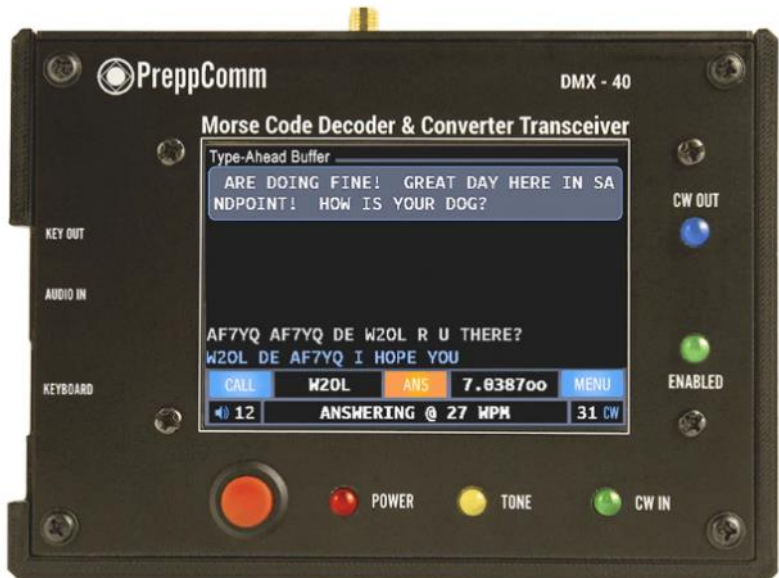 PreppComm
DMX - 40
Morse Code Decoder & Converter Transceiver
Type-Ahead Buffer
ARE DOING FINE! GREAT DAY HERE IN SA
NDPOINT! HOW IS YOUR DOG?
CW OUT
KEY OUT
AUDIO IN
AF7YQ AF7YQ DE W2OL R U THERE?
W2OL DE AF7YQ I HOPE YOU
CALL W2OL ANS 7.0387oo MENU
ENABLED
KEYBOARD
12 ANSWERING @ 27 WPM 31 CW
POWER
TONE
CW IN